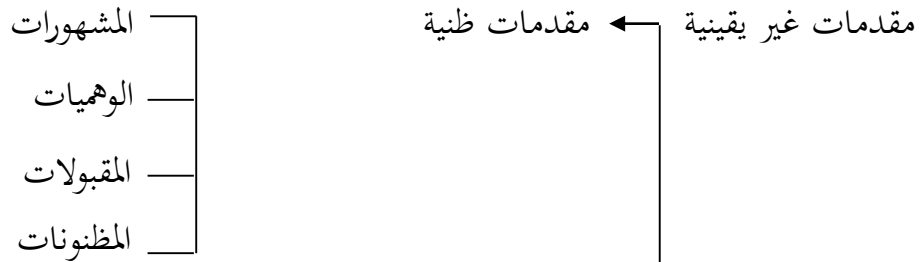 مقدمات غير يقينية مقدمات ظنية المشهورات
الوهميات
المقبولات
المظنونات